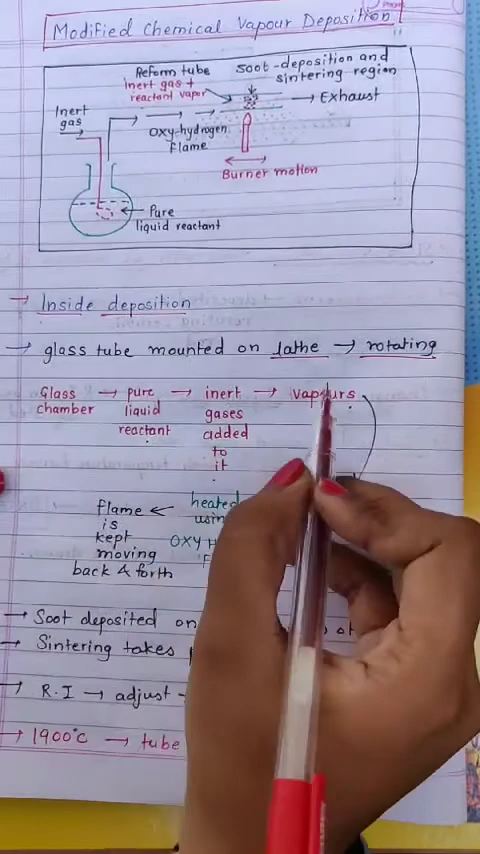 Modified Chemical Vapour Deposition
Reform tube
inert gas +
reactant vapor
soot-deposition and
sintering region
Exhaust
Inert
gas
Oxy-hydrogen
flame
Burner motion
Pure
liquid reactant
→ Inside deposition
→ glass tube mounted on lathe → rotating
Glass → pure → inert → vapours
chamber liquid gases
reactant added
to
it
flame ← heated
is using
kept OXY H
moving
back & forth
→ Soot deposited on
→ Sintering takes
→ R.I → adjust
→ 1900°C → tube